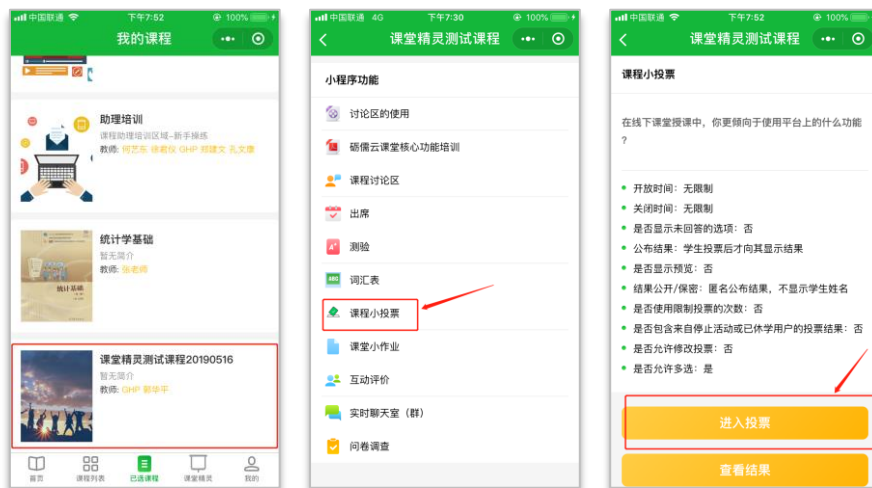 中国联通
下午7:52
100%
我的课程
助理培训
课程助理培训区域-新手操练
教师: 何艺东 徐君仪 GHP 郑建文 孔文康
统计学基础
暂无简介
教师: 张老师
统计基础
课堂精灵测试课程20190516
暂无简介
教师: GHP 郭华平
首页
课程列表
已选课程
课堂精灵
我的
中国联通 4G
下午7:30
100%
课堂精灵测试课程
小程序功能
讨论区的使用
砺儒云课堂核心功能培训
课程讨论区
出席
测验
词汇表
课程小投票
课堂小作业
互动评价
实时聊天室（群）
问卷调查
中国联通
下午7:52
100%
课堂精灵测试课程
课程小投票
在线下课堂授课中，你更倾向于使用平台上的什么功能
？
开放时间：无限制
关闭时间：无限制
是否显示未回答的选项：否
公布结果：学生投票后才向其显示结果
是否显示预览：否
结果公开/保密：匿名公布结果，不显示学生姓名
是否使用限制投票的次数：否
是否包含来自停止活动或已休学用户的投票结果：否
是否允许修改投票：否
是否允许多选：是
进入投票
查看结果